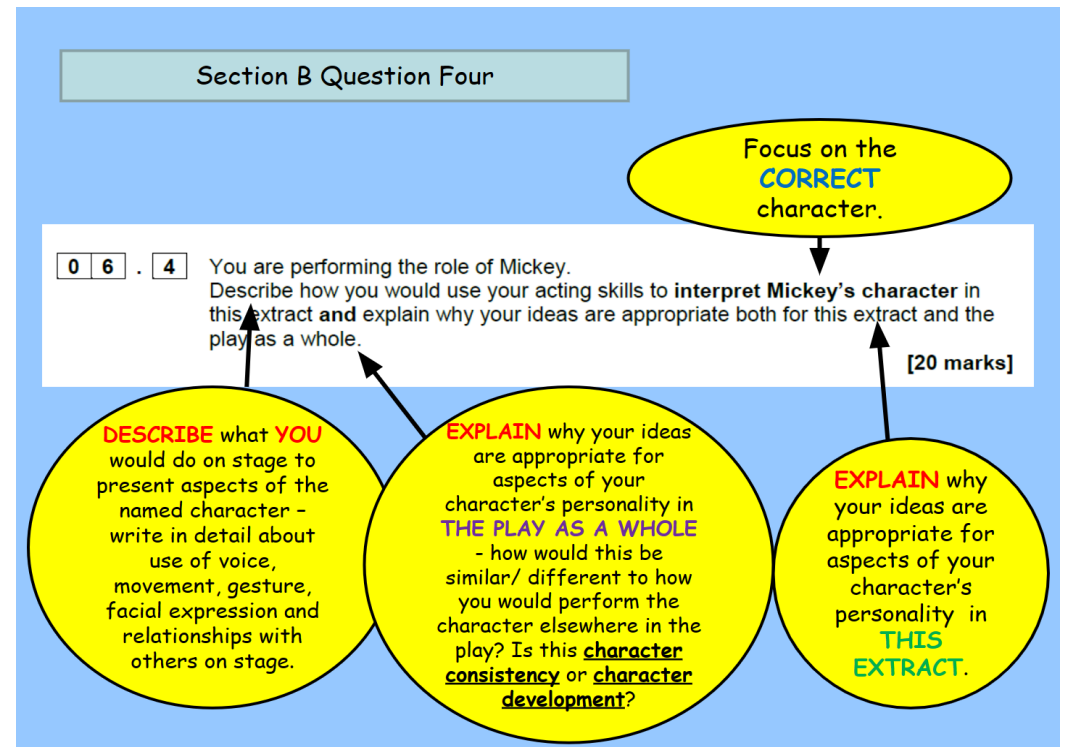 Section B Question Four
Focus on the
CORRECT
character.
0 6 . 4
You are performing the role of Mickey.
Describe how you would use your acting skills to interpret Mickey's character in
this extract and explain why your ideas are appropriate both for this extract and the
play as a whole.
[20 marks]
DESCRIBE what YOU
would do on stage to
present aspects of the
named character –
write in detail about
use of voice,
movement, gesture,
facial expression and
relationships with
others on stage.
EXPLAIN why your ideas
are appropriate for
aspects of your
character's personality in
THE PLAY AS A WHOLE
- how would this be
similar/ different to how
you would perform the
character elsewhere in the
play? Is this character
consistency or character
development?
EXPLAIN why
your ideas are
appropriate for
aspects of your
character's
personality in
THIS
EXTRACT.